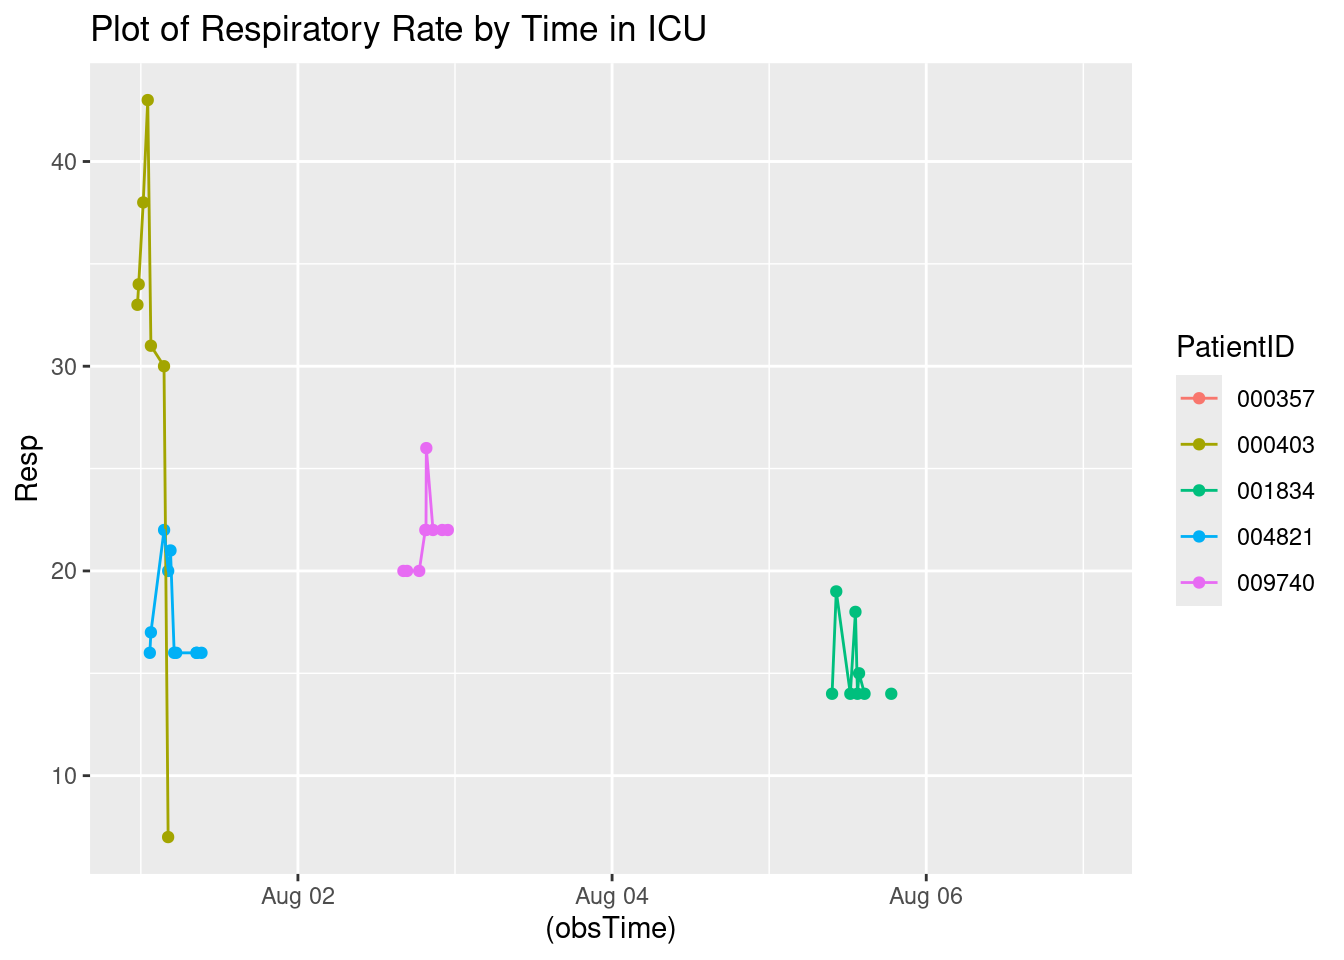 Plot of Respiratory Rate by Time in ICU
40
30
20
10
Resp
Aug 02
Aug 04
Aug 06
(obsTime)
PatientID
000357
000403
001834
004821
009740